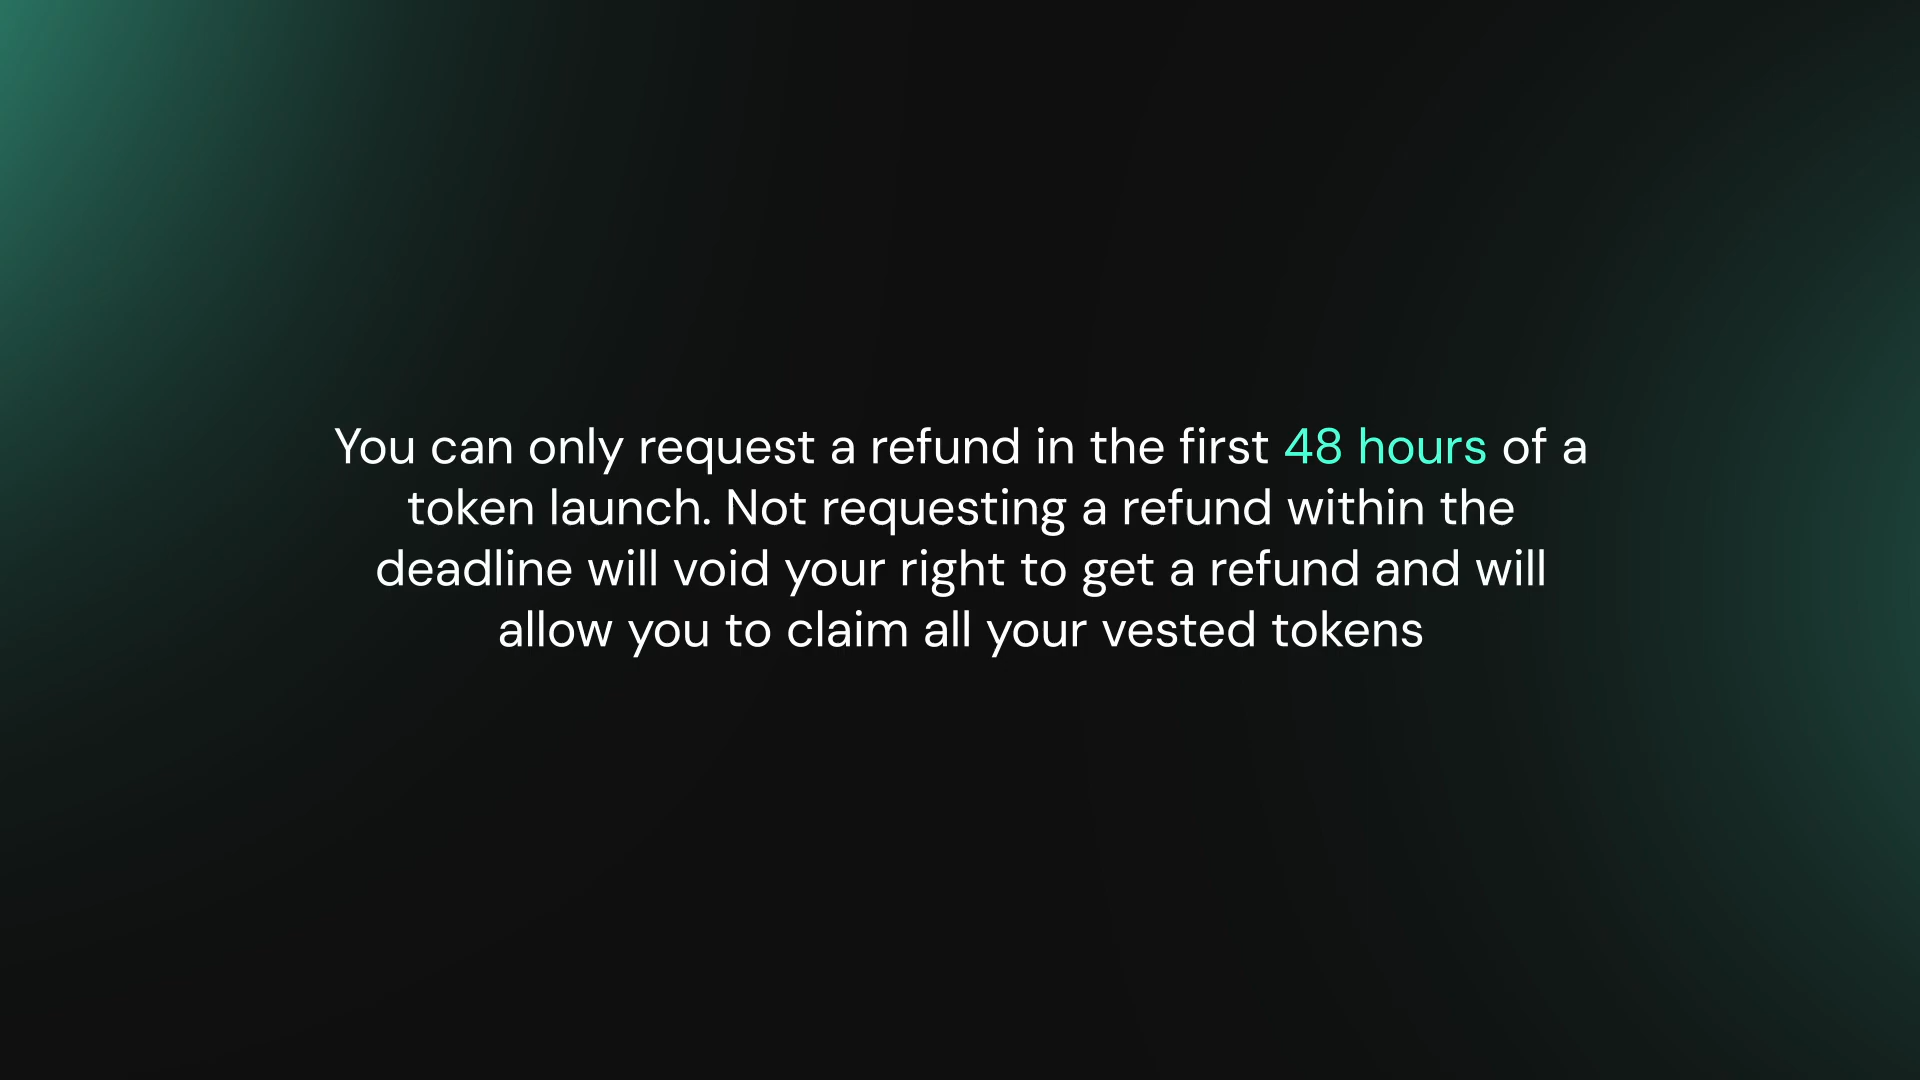 You can only request a refund in the first 48 hours of a
token launch. Not requesting a refund within the
deadline will void your right to get a refund and will
allow you to claim all your vested tokens